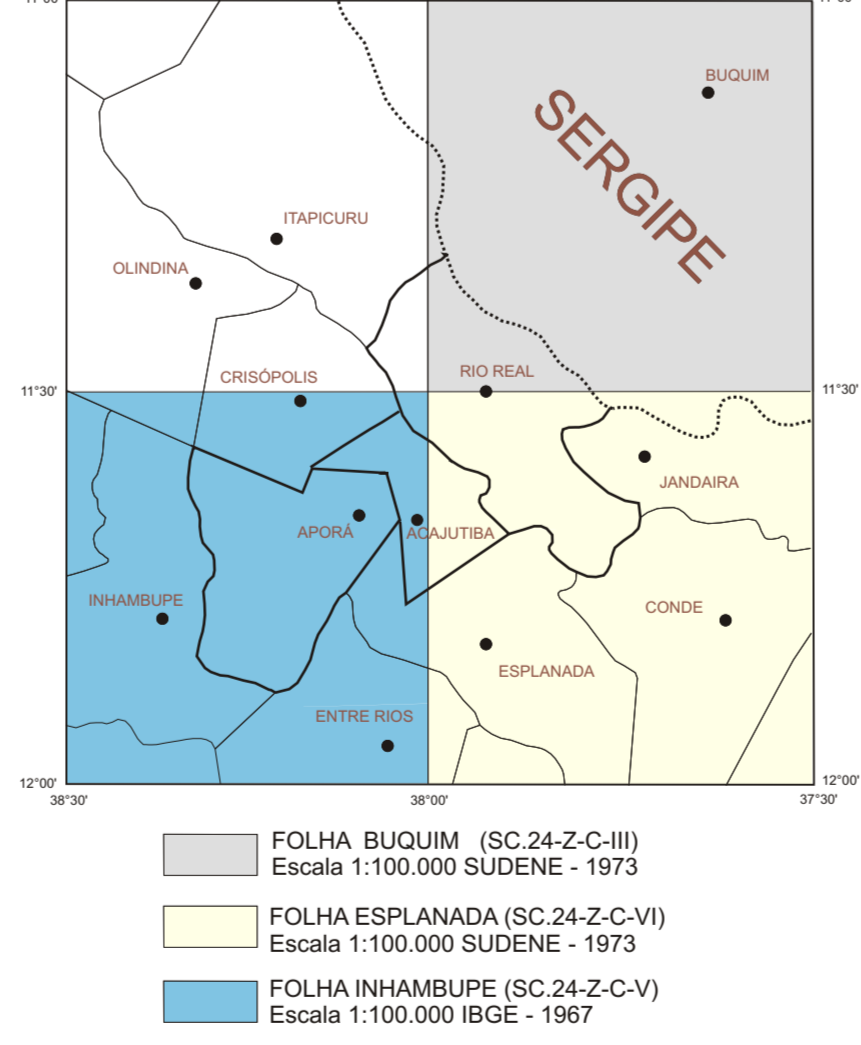 BUQUIM
SERGIPE
ITAPICURU
OLINDINA
CRISÓPOLIS
RIO REAL
11°30'
11°30'
JANDAIRA
APORÁ
ACAJUTIBA
INHAMBUPE
CONDE
ESPLANADA
ENTRE RIOS
12°00'
12°00'
38°30'
38°00'
37°30'
FOLHA BUQUIM (SC.24-Z-C-III)
Escala 1:100.000 SUDENE - 1973
FOLHA ESPLANADA (SC.24-Z-C-VI)
Escala 1:100.000 SUDENE - 1973
FOLHA INHAMBUPE (SC.24-Z-C-V)
Escala 1:100.000 IBGE - 1967